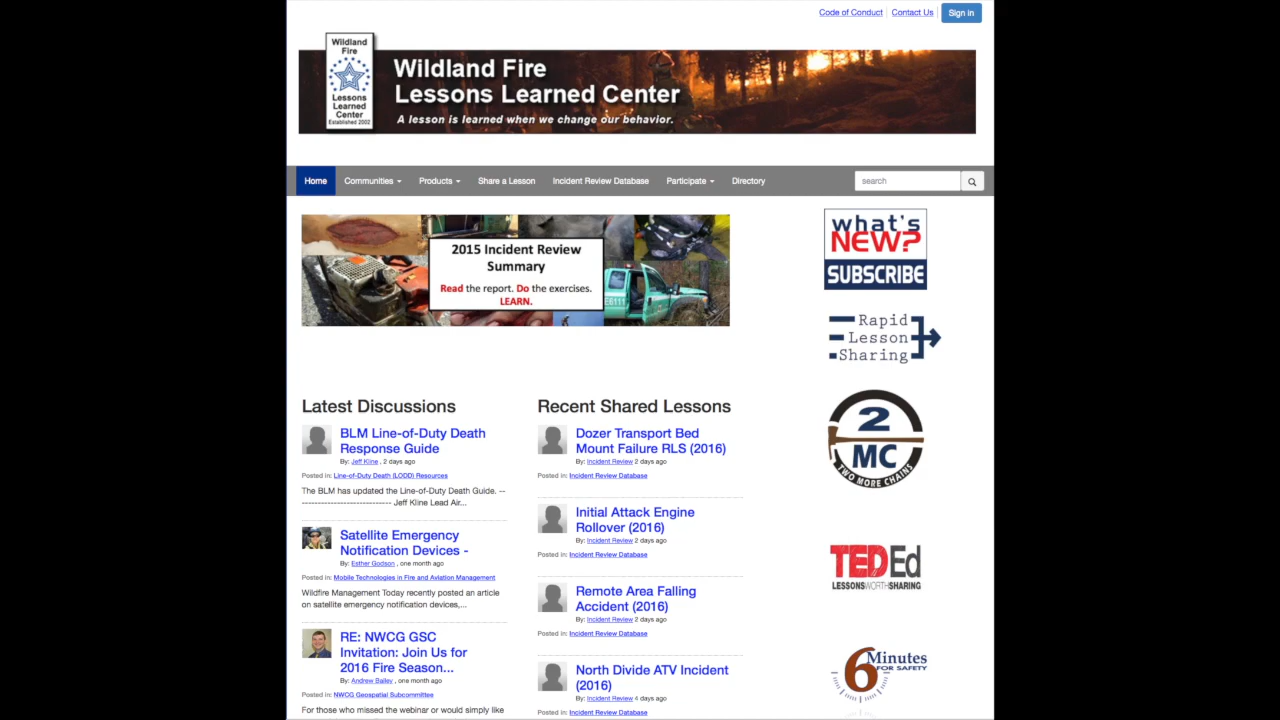 Code of Conduct
Contact Us
Sign in
Wildland
Fire
Lessons
Learned
Center
Established 2002
Wildland Fire
Lessons Learned Center
A lesson is learned when we change our behavior.
Home
Communities
Products
Share a Lesson
Incident Review Database
Participate
Directory
search
2015 Incident Review
Summary
Read the report. Do the exercises.
LEARN.
E6111
what's
NEW?
SUBSCRIBE
Rapid
Lesson
Sharing
2
MC
TWO MORE CHAINS
TEDEd
LESSONSWORTHSHARING
6 Minutes
FOR SAFETY
Latest Discussions
BLM Line-of-Duty Death
Response Guide
By: Jeff Kline , 2 days ago
Posted in: Line-of-Duty Death (LODD) Resources
The BLM has updated the Line-of-Duty Death Guide. --
---------------------------- Jeff Kline Lead Air...
Satellite Emergency
Notification Devices -
By: Esther Godson , one month ago
Posted in: Mobile Technologies in Fire and Aviation Management
Wildfire Management Today recently posted an article
on satellite emergency notification devices,...
RE: NWCG GSC
Invitation: Join Us for
2016 Fire Season...
By: Andrew Bailey , one month ago
Posted in: NWCG Geospatial Subcommittee
For those who missed the webinar or would simply like
Recent Shared Lessons
Dozer Transport Bed
Mount Failure RLS (2016)
By: Incident Review 2 days ago
Posted in: Incident Review Database
Initial Attack Engine
Rollover (2016)
By: Incident Review 2 days ago
Posted in: Incident Review Database
Remote Area Falling
Accident (2016)
By: Incident Review 2 days ago
Posted in: Incident Review Database
North Divide ATV Incident
(2016)
By: Incident Review 4 days ago
Posted in: Incident Review Database